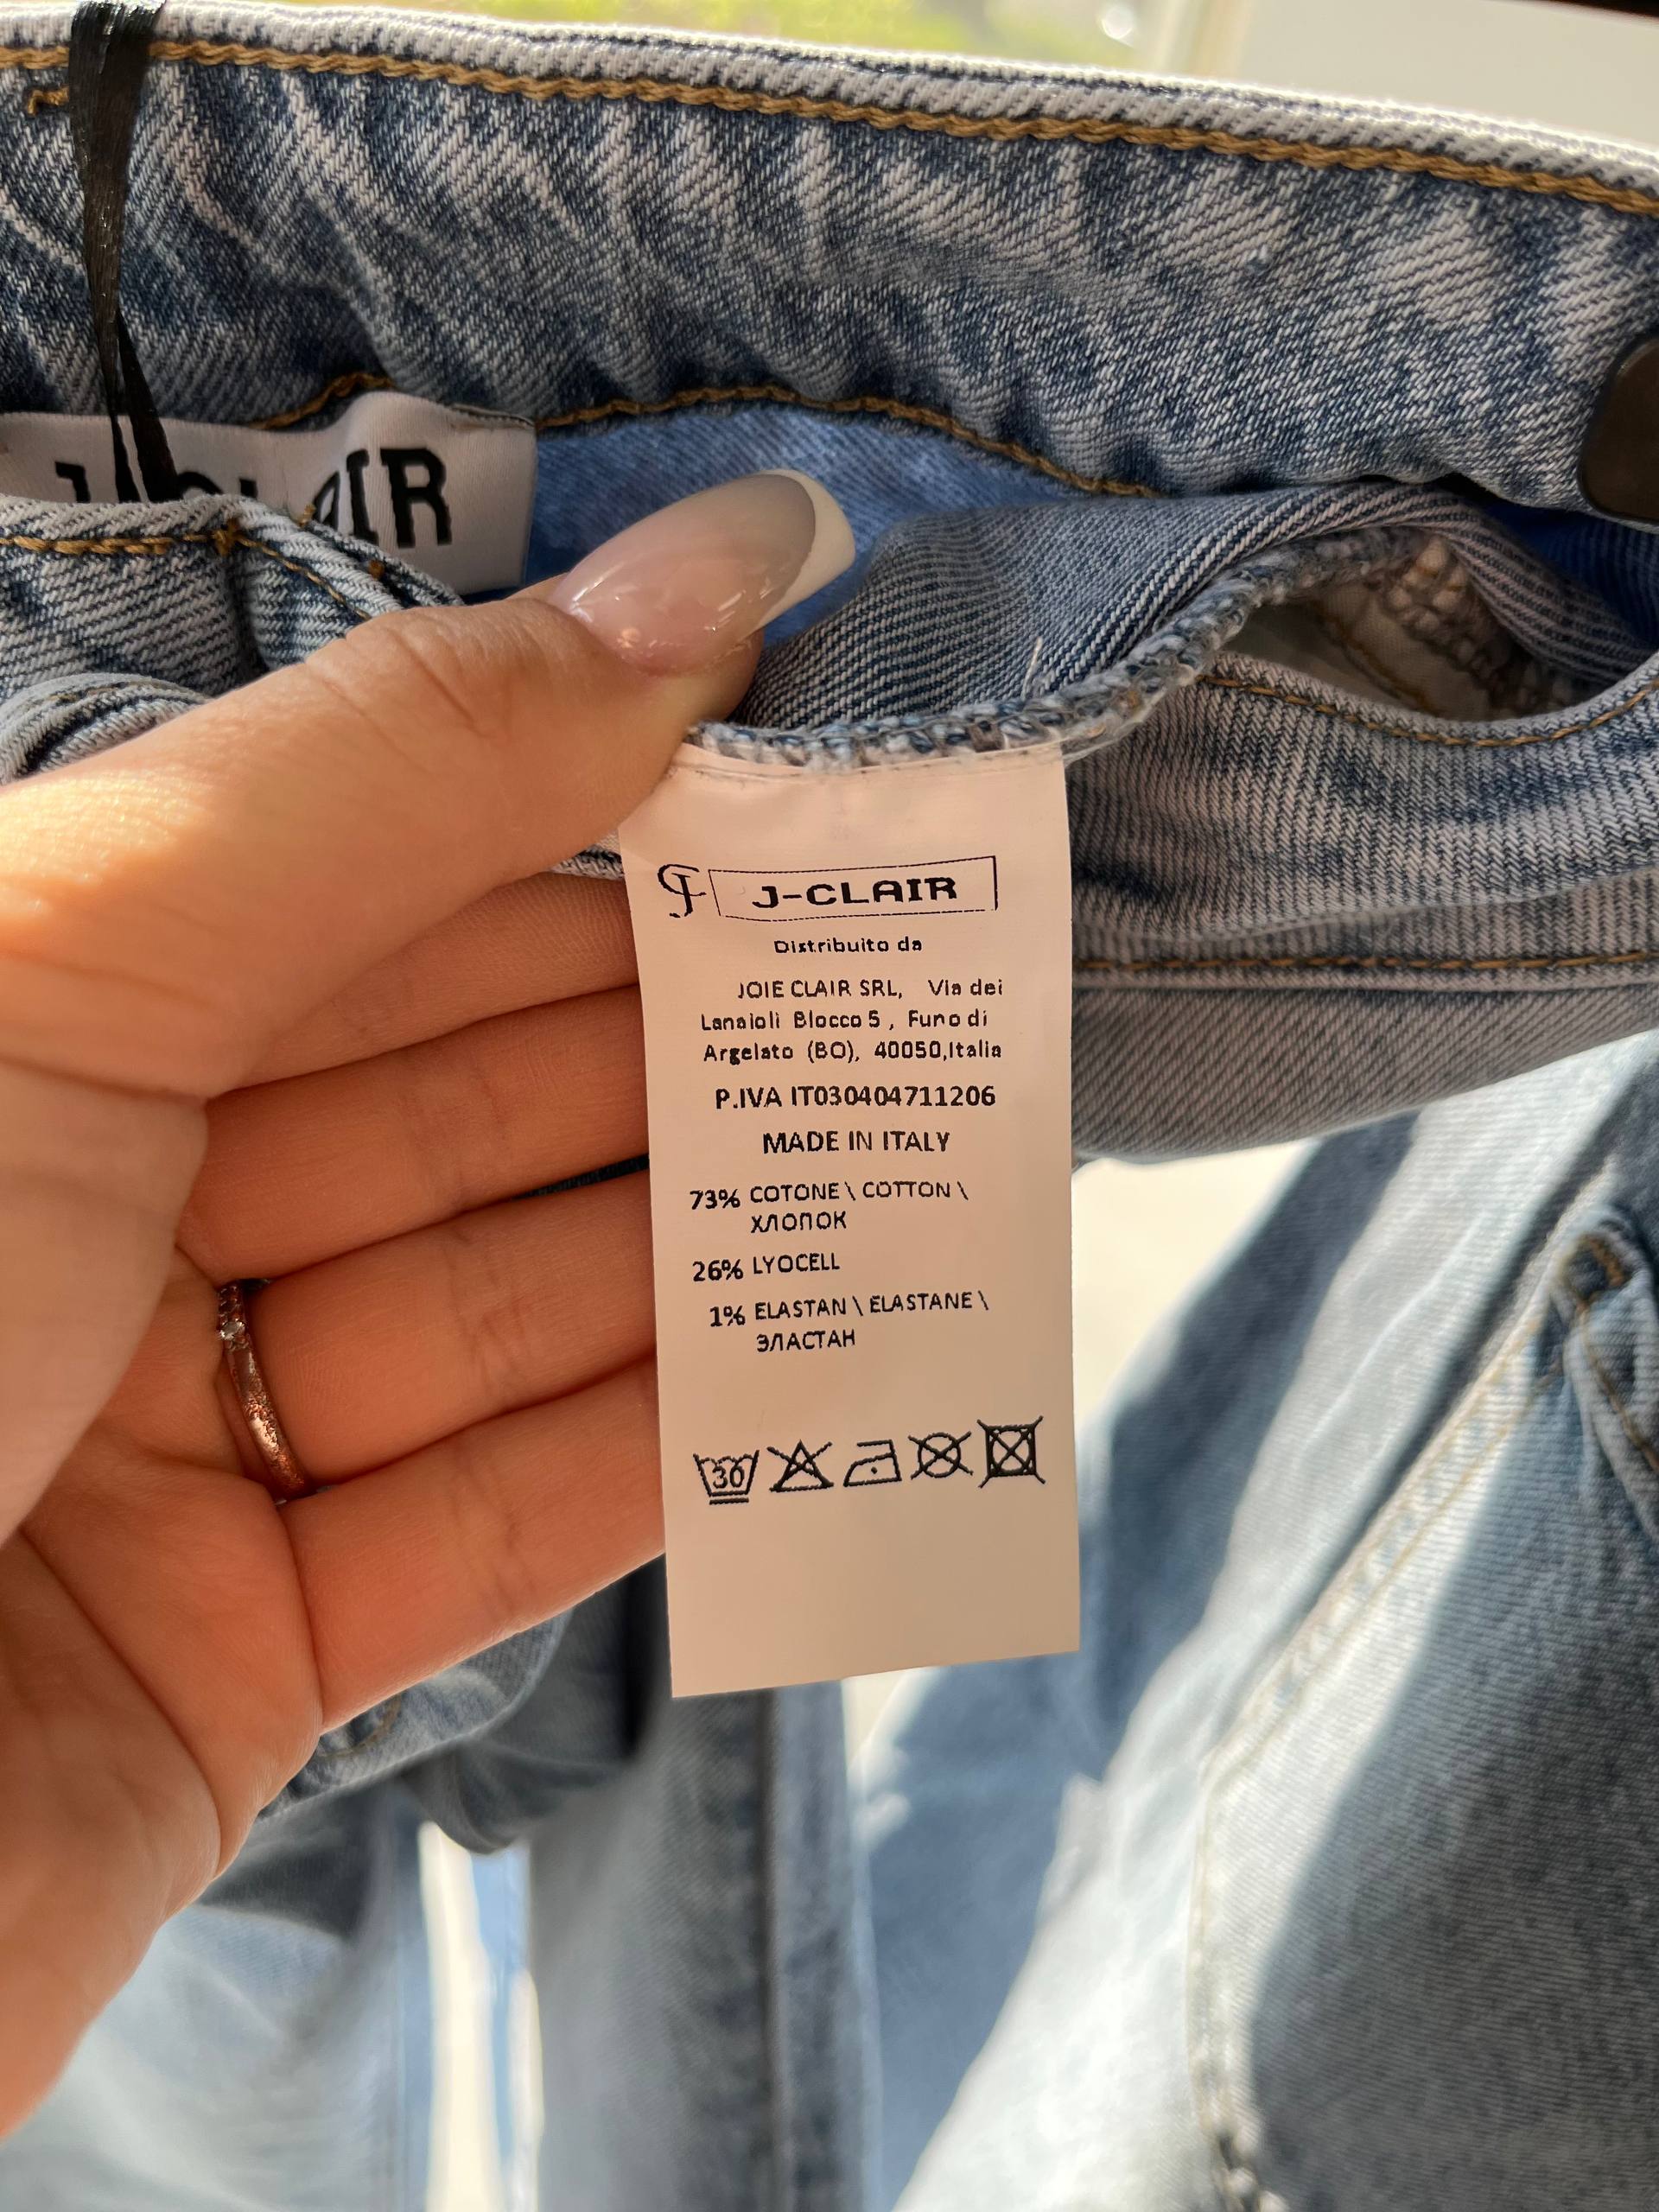 J-CLAIR
Distribuito da
JOIE CLAIR SRL, Via dei
Lanaioli Blocco 5 , Funo di
Argelato (BO), 40050,Italia
P.IVA IT030404711206
MADE IN ITALY
73% COTONE \ COTTON \
ХЛОПОК
26% LYOCELL
1% ELASTAN \ ELASTANE \
ЭЛАСТАН
30